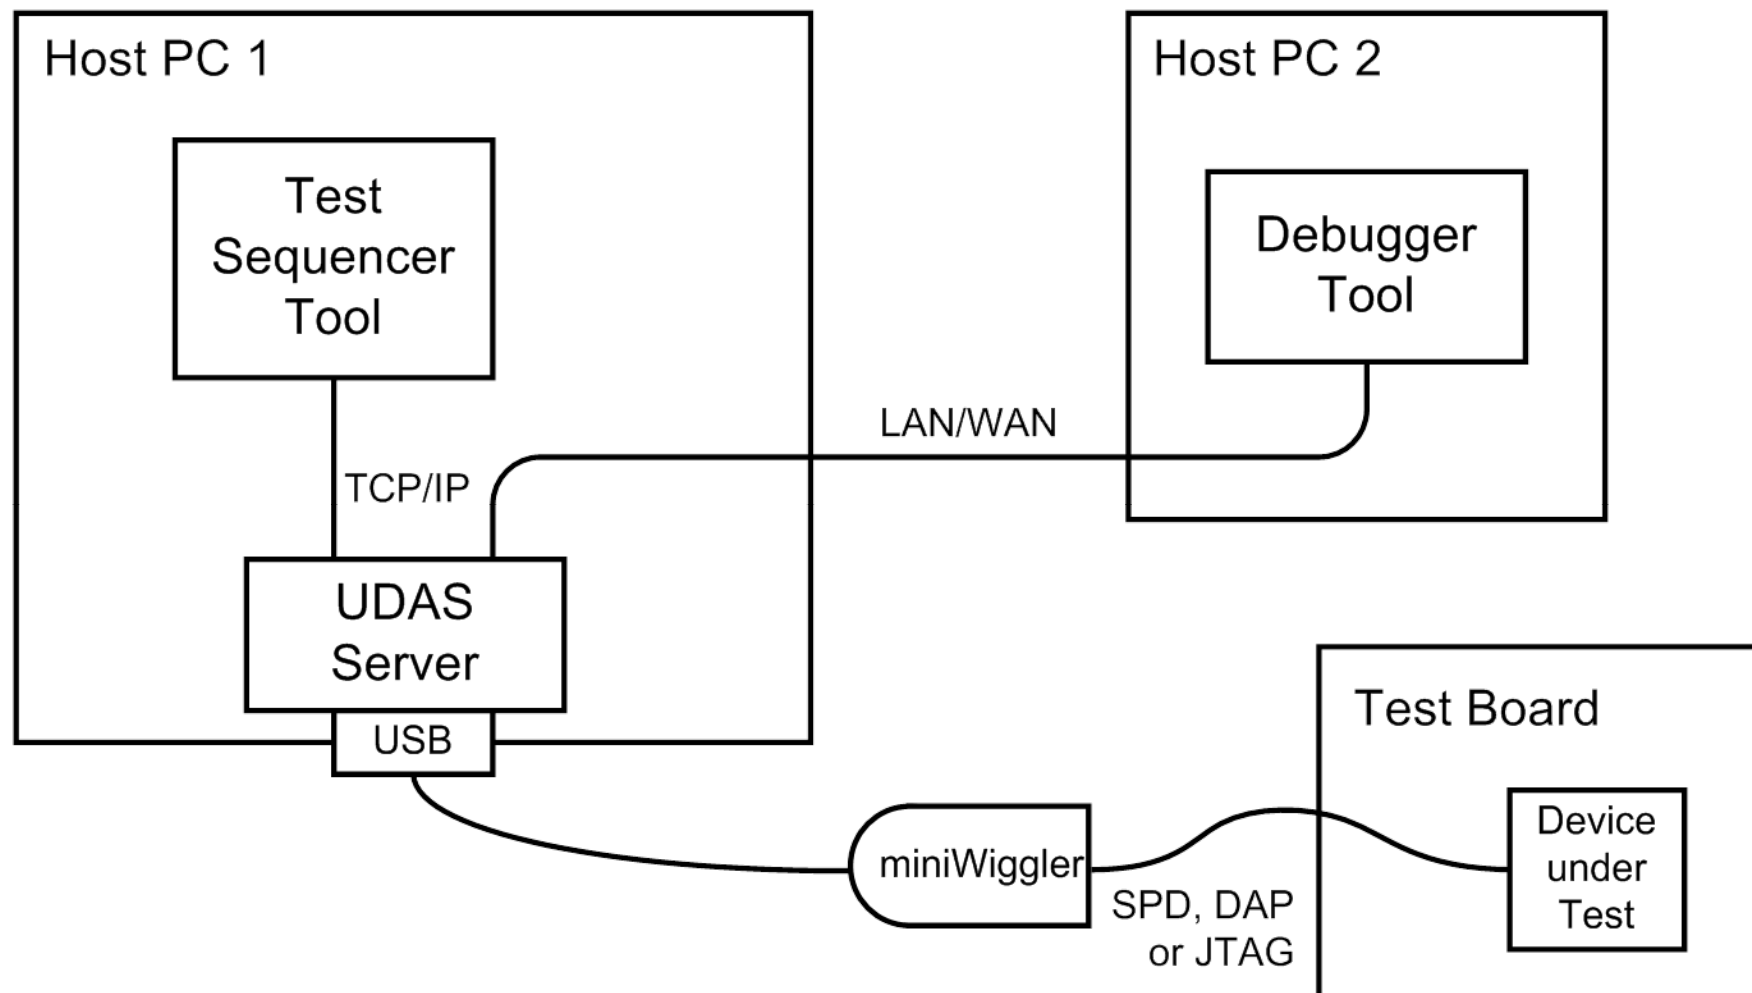 Host PC 1
Test
Sequencer
Tool
TCP/IP
UDAS
Server
USB
LAN/WAN
Host PC 2
Debugger
Tool
miniWiggler
SPD, DAP
or JTAG
Test Board
Device
under
Test